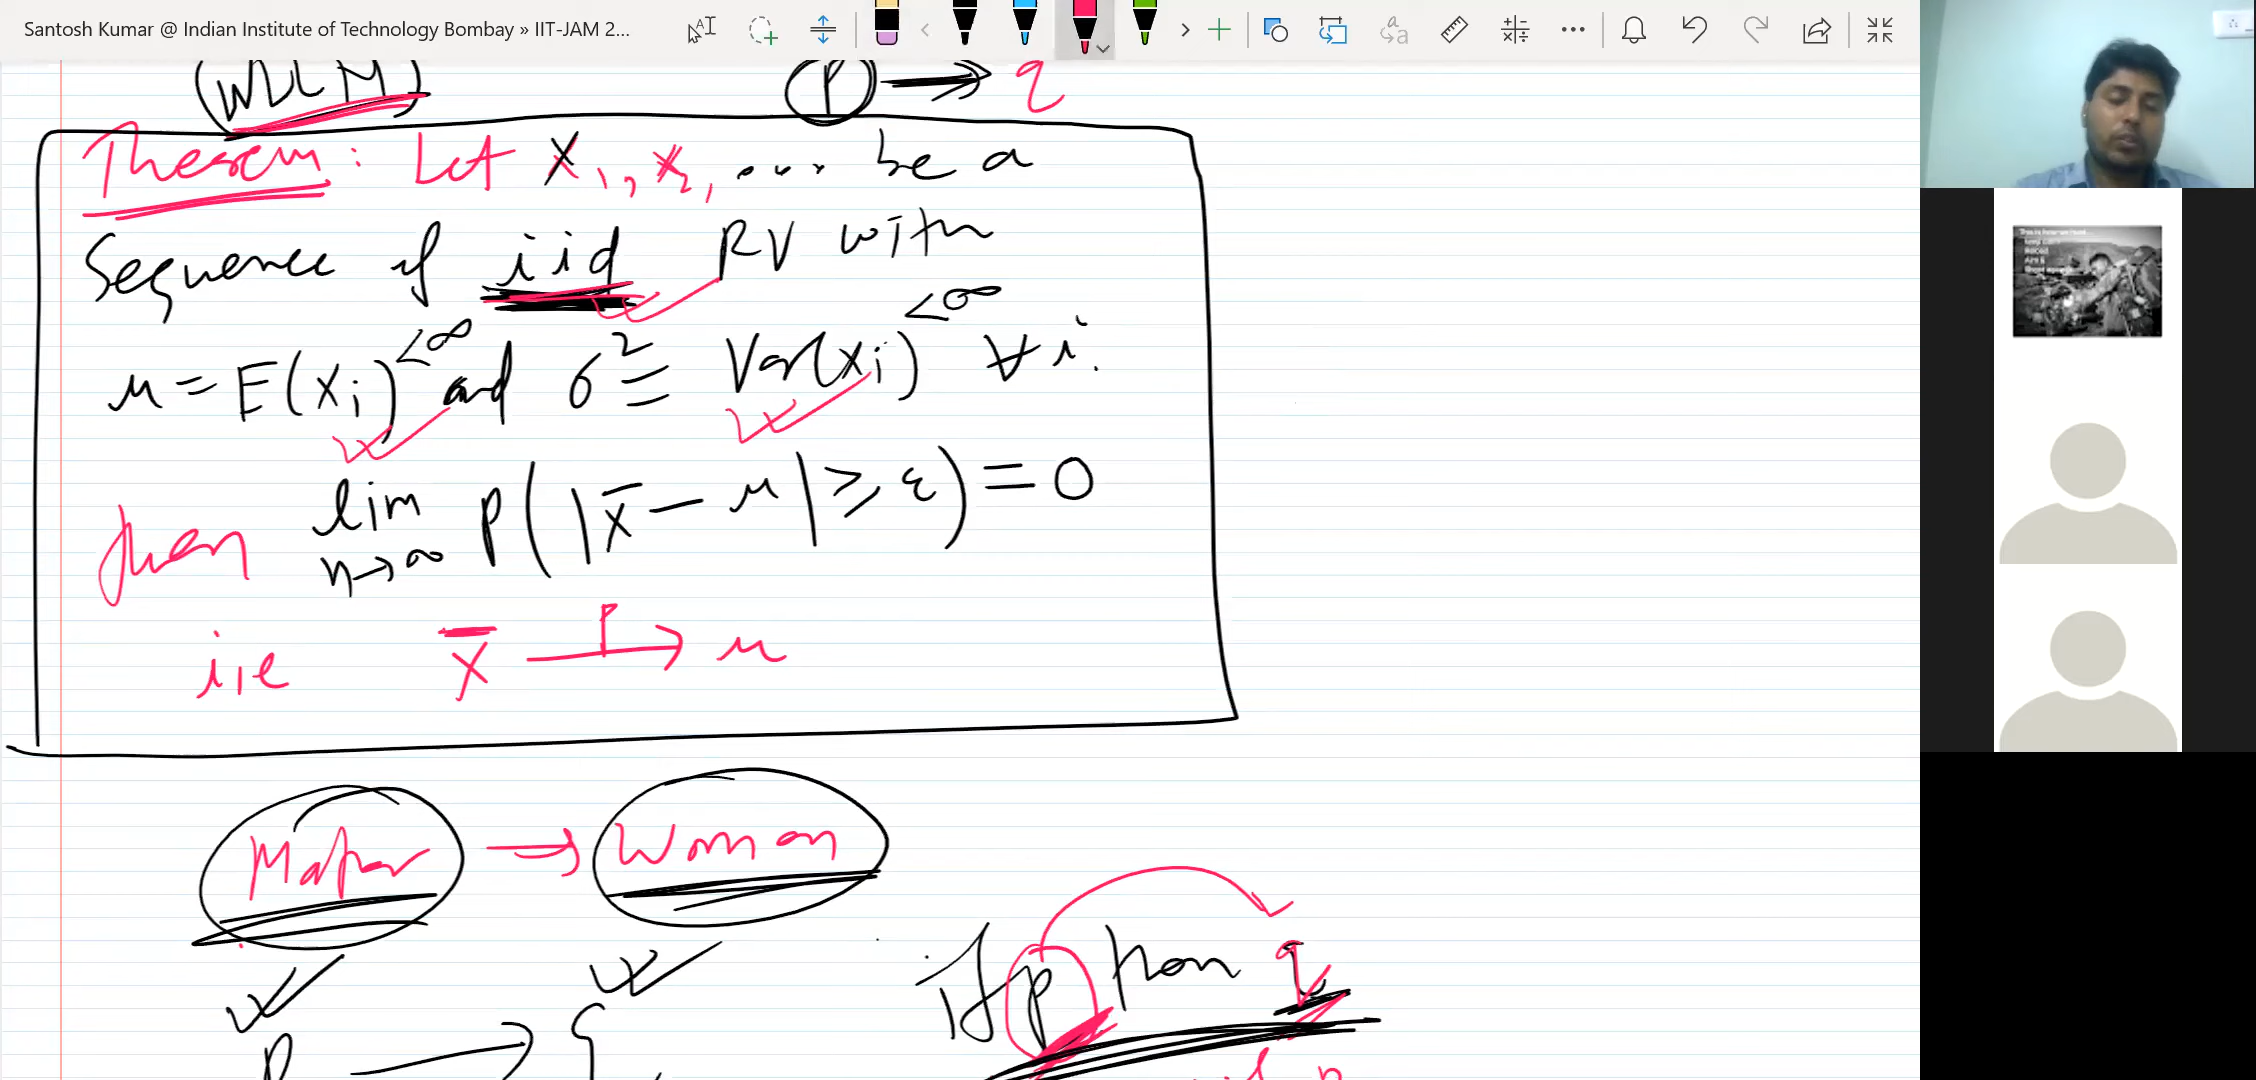 Santosh Kumar @ Indian Institute of Technology Bombay » IIT-JAM 2...
(WLLN)
P → q
Theorem: Let X₁, X₂, .... be a
Sequence of iid RV with
μ = E(Xi) <∞ and σ² = Var(Xi) <∞ ∀ i.
then lim n→∞ P(|X̄ - μ| ≥ ε) = 0
i,e X̄ P→ μ
→ Woman
P →
if p then q